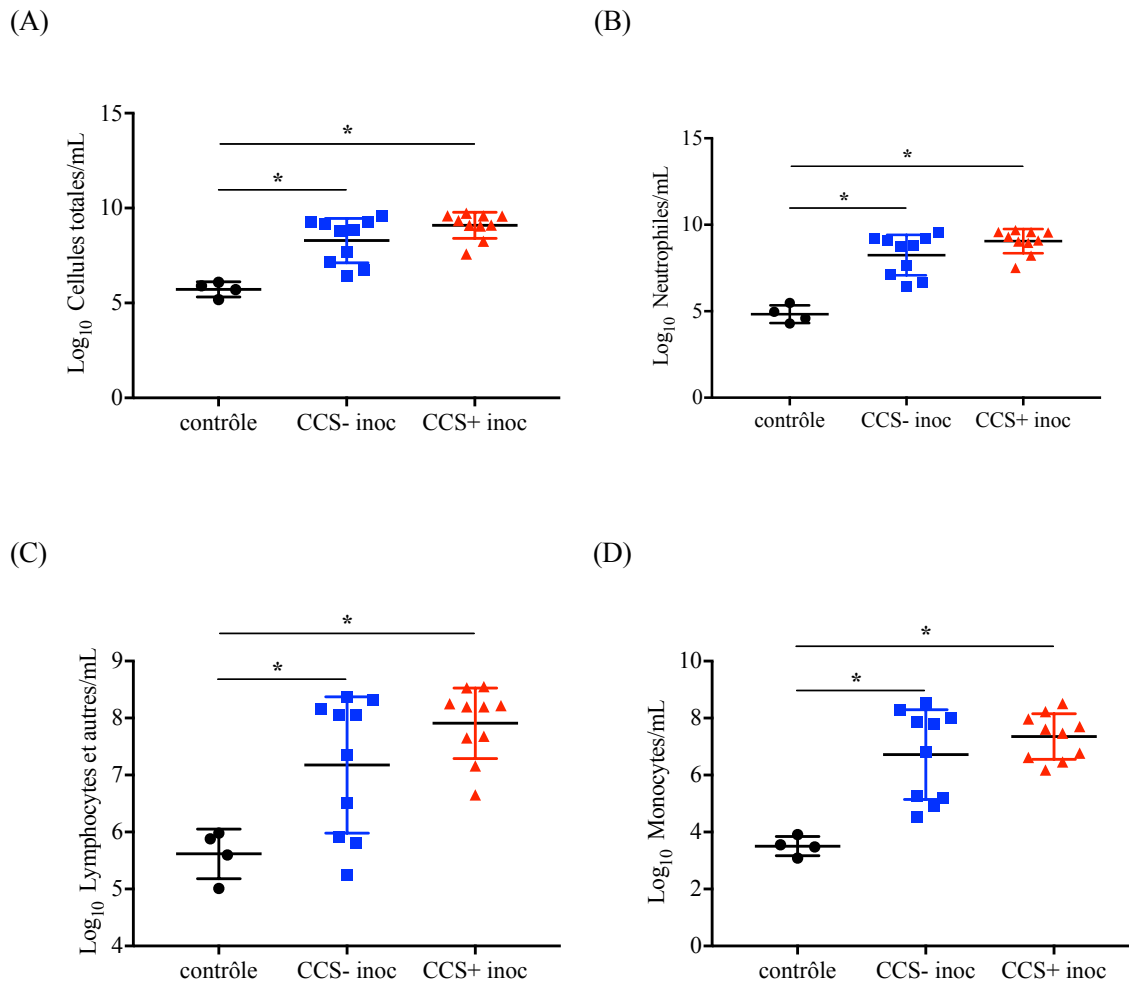 (A)
Log10 Cellules totales/mL
15
10
5
0
*
*
contrôle CCS- inoc CCS+ inoc
(B)
Log10 Neutrophiles/mL
15
10
5
0
*
*
contrôle CCS- inoc CCS+ inoc
(C)
Log10 Lymphocytes et autres/mL
9
8
7
6
5
4
*
*
contrôle CCS- inoc CCS+ inoc
(D)
Log10 Monocytes/mL
10
8
6
4
2
0
*
*
contrôle CCS- inoc CCS+ inoc